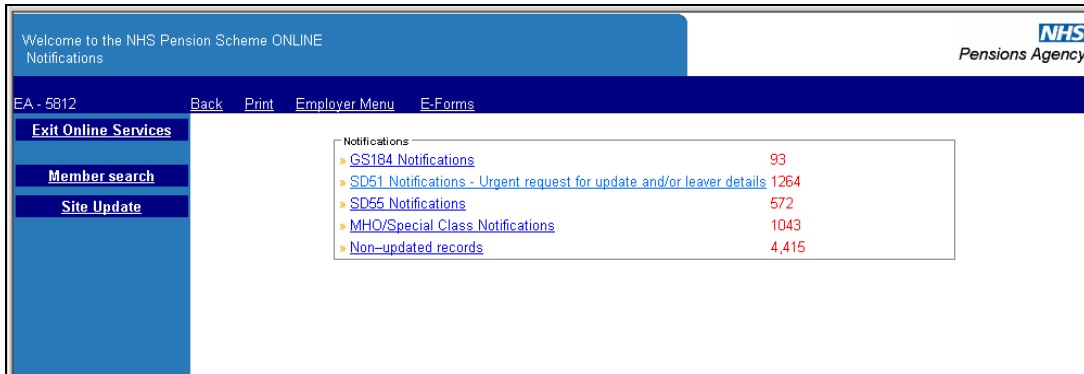 Welcome to the NHS Pension Scheme ONLINE
Notifications
NHS
Pensions Agency
EA - 5812 Back Print Employer Menu E-Forms
Exit Online Services
Member search
Site Update
Notifications
» GS184 Notifications 93
» SD51 Notifications - Urgent request for update and/or leaver details 1264
» SD55 Notifications 572
» MHO/Special Class Notifications 1043
» Non–updated records 4,415